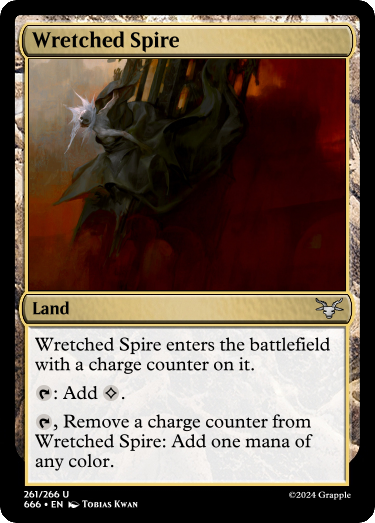 Wretched Spire
Land
Wretched Spire enters the battlefield
with a charge counter on it.
: Add .
, Remove a charge counter from
Wretched Spire: Add one mana of
any color.
261/266 U
666 • EN Tobias Kwan
©2024 Grapple